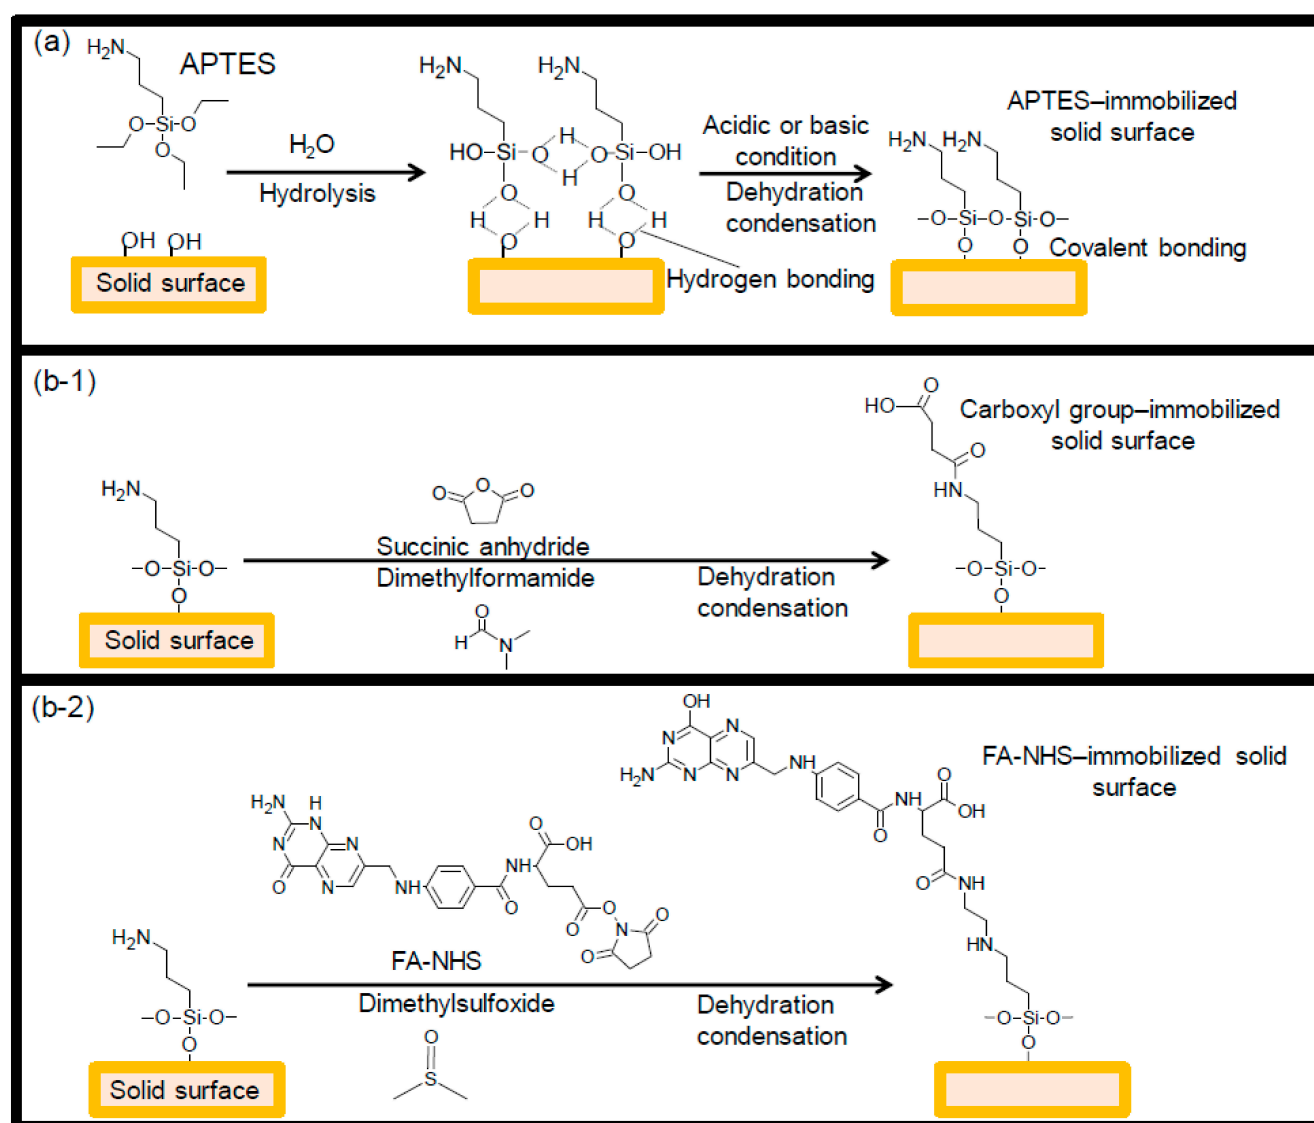 (a)
H₂N
APTES
O
Si
O
O
OH
OH
Solid surface
H₂O
Hydrolysis
H₂N
H₂N
HO
Si
O
H
H
O
Si
OH
O
O
H
H
H
H
O
O
Hydrogen bonding
Acidic or basic
condition
Dehydration
condensation
APTES–immobilized
solid surface
H₂N
H₂N
O
Si
O
Si
O
O
O
Covalent bonding
(b-1)
H₂N
O
Si
O
O
Solid surface
O
O
O
Succinic anhydride
Dimethylformamide
O
H
N
Dehydration
condensation
O
HO
O
HN
O
Si
O
O
Carboxyl group–immobilized
solid surface
(b-2)
H₂N
O
Si
O
O
Solid surface
H
H₂N
N
N
N
O
N
NH
O
NH
O
OH
O
O
N
O
O
FA-NHS
Dimethylsulfoxide
O
S
Dehydration
condensation
OH
N
N
H₂N
N
N
NH
O
NH
O
OH
O
NH
HN
O
Si
O
O
FA-NHS–immobilized solid
surface